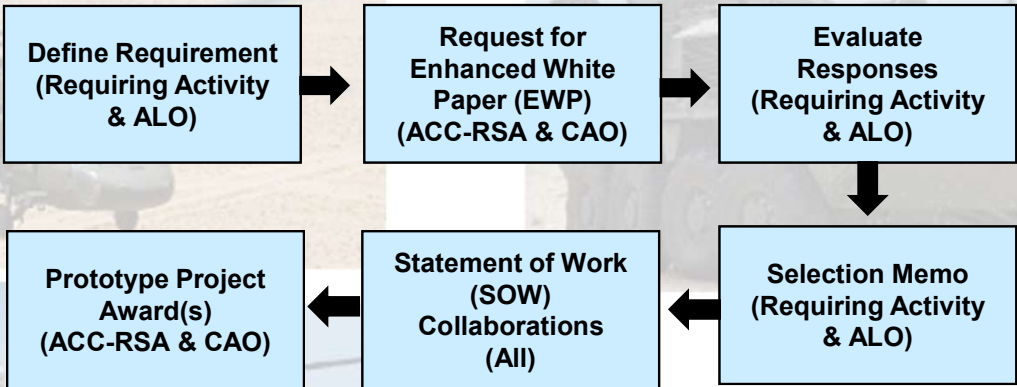 Define Requirement
(Requiring Activity
& ALO)
Request for
Enhanced White
Paper (EWP)
(ACC-RSA & CAO)
Evaluate
Responses
(Requiring Activity
& ALO)
Selection Memo
(Requiring Activity
& ALO)
Statement of Work
(SOW)
Collaborations
(All)
Prototype Project
Award(s)
(ACC-RSA & CAO)